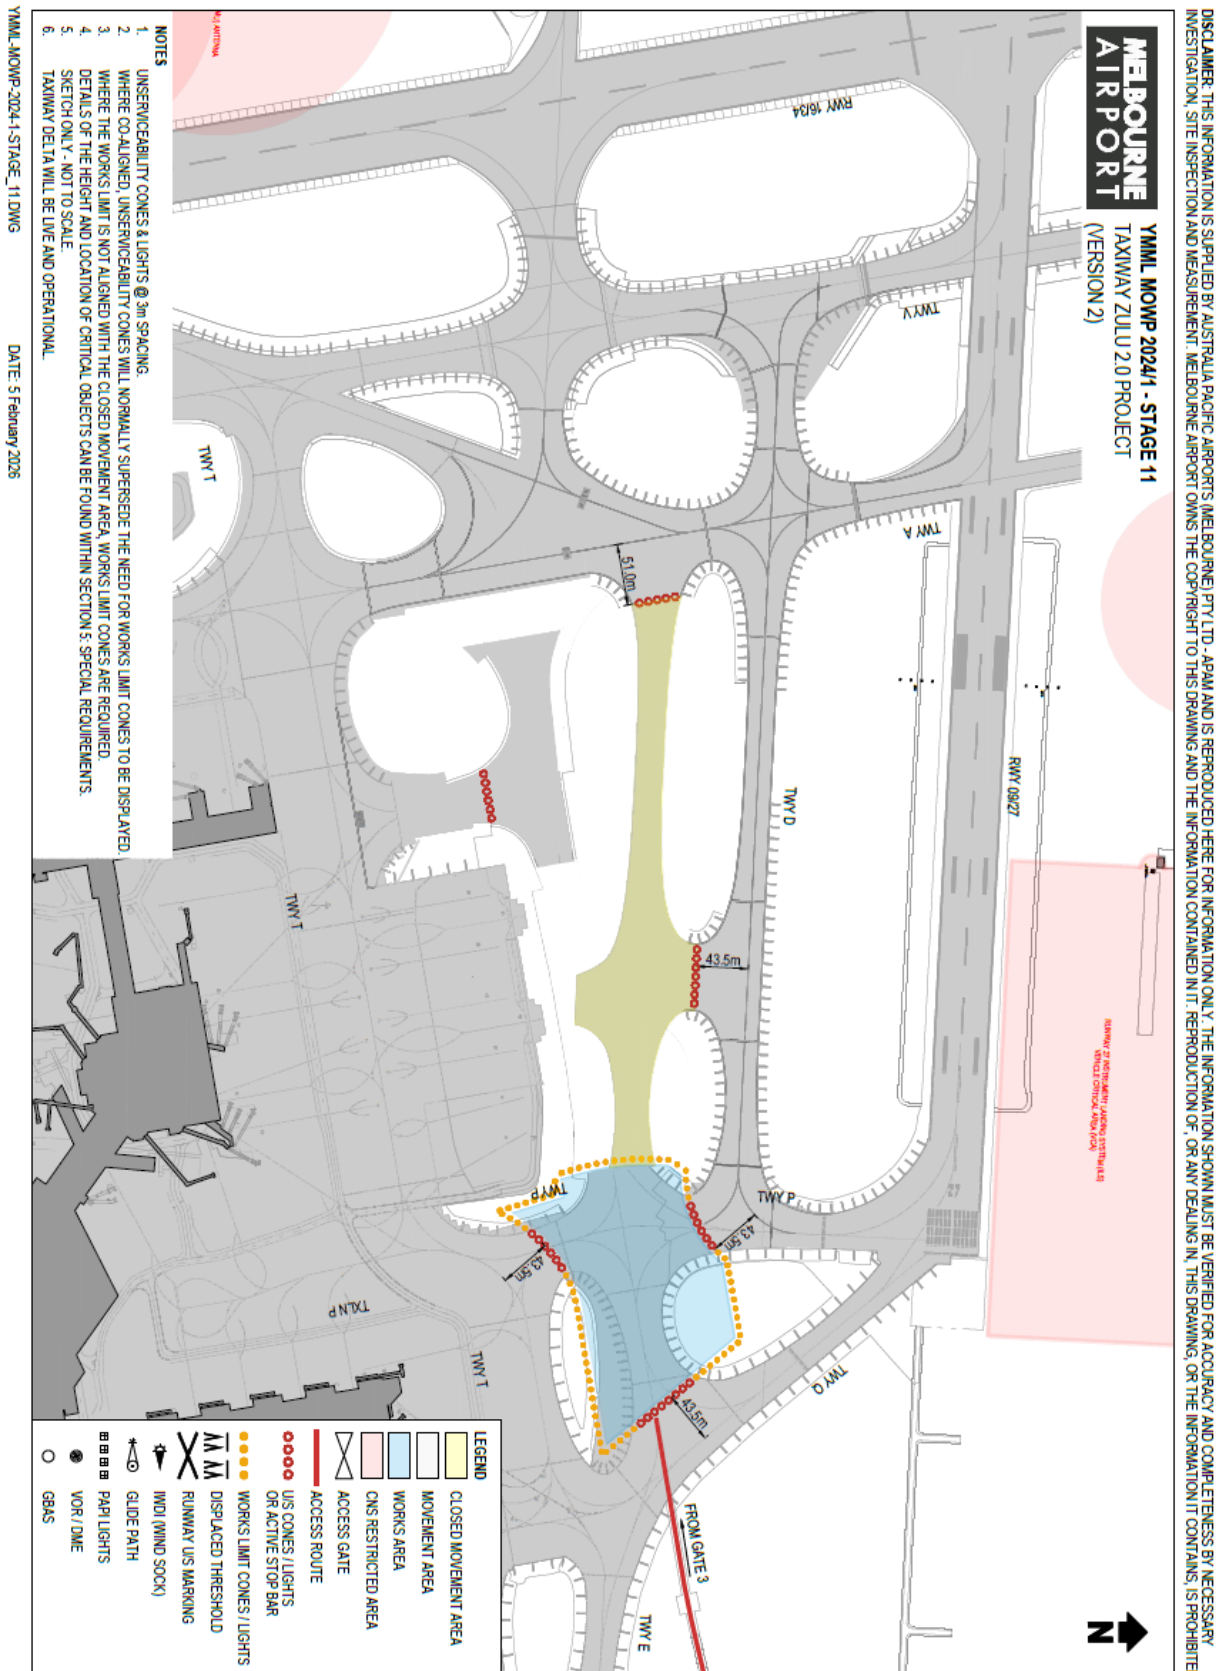 DISCLAIMER: THIS INFORMATION IS SUPPLIED BY AUSTRALIA PACIFIC AIRPORTS (MELBOURNE) PTY LTD - APAM AND IS REPRODUCED HERE FOR INFORMATION ONLY. THE INFORMATION SHOWN MUST BE VERIFIED FOR ACCURACY AND COMPLETENESS BY NECESSARY
INVESTIGATION, SITE INSPECTION AND MEASUREMENT. MELBOURNE AIRPORT OWNS THE COPYRIGHT TO THIS DRAWING AND THE INFORMATION CONTAINED IN IT. REPRODUCTION OF, OR ANY DEALING IN, THIS DRAWING, OR THE INFORMATION IT CONTAINS, IS PROHIBITE
MELBOURNE
AIRPORT
YMML MOWP 2024/1 - STAGE 11
TAXIWAY ZULU 2.0 PROJECT
(VERSION 2)
N
RWY 16/34
TWY V
TWY A
RWY 09/27
RUNWAY 27 INSTRUMENT LANDING SYSTEM (ILS)
VEHICLE CRITICAL AREA (VCA)
TWY D
51.0m
43.5m
TWY P
43.5m
TWY P
43.5m
TWY Q
43.5m
TWY T
TWY T
TXLN P
TWY T
FROM GATE 3
TWY E
ANTENNA
NOTES
1. UNSERVICEABILITY CONES & LIGHTS @ 3m SPACING.
2. WHERE CO-ALIGNED, UNSERVICEABILITY CONES WILL NORMALLY SUPERSEDE THE NEED FOR WORKS LIMIT CONES TO BE DISPLAYED.
3. WHERE THE WORKS LIMIT IS NOT ALIGNED WITH THE CLOSED MOVEMENT AREA, WORKS LIMIT CONES ARE REQUIRED.
4. DETAILS OF THE HEIGHT AND LOCATION OF CRITICAL OBJECTS CAN BE FOUND WITHIN SECTION 5: SPECIAL REQUIREMENTS.
5. SKETCH ONLY - NOT TO SCALE.
6. TAXIWAY DELTA WILL BE LIVE AND OPERATIONAL.
LEGEND
CLOSED MOVEMENT AREA
MOVEMENT AREA
WORKS AREA
CNS RESTRICTED AREA
ACCESS GATE
ACCESS ROUTE
U/S CONES / LIGHTS
OR ACTIVE STOP BAR
WORKS LIMIT CONES / LIGHTS
DISPLACED THRESHOLD
RUNWAY U/S MARKING
IWDI (WIND SOCK)
GLIDE PATH
PAPI LIGHTS
VOR / DME
GBAS
YMML-MOWP-2024-1-STAGE_11.DWG
DATE: 5 February 2026